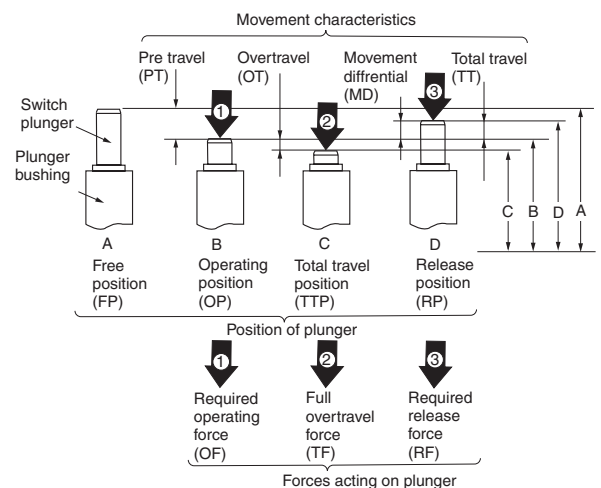 Movement characteristics
Pre travel
(PT)
Overtravel
(OT)
Movement
diffrential
(MD)
Total travel
(TT)
1
2
3
Switch
plunger
Plunger
bushing
C
B
D
A
A
B
C
D
Free
position
(FP)
Operating
position
(OP)
Total travel
position
(TTP)
Release
position
(RP)
Position of plunger
1
2
3
Required
operating
force
(OF)
Full
overtravel
force
(TF)
Required
release
force
(RF)
Forces acting on plunger